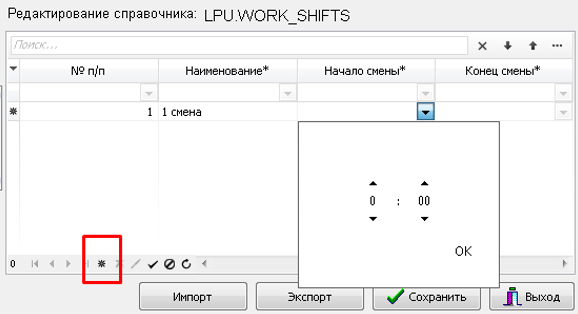 Редактирование справочника: LPU.WORK_SHIFTS
Поиск...
№ п/п Наименование* Начало смены* Конец смены*
1 1 смена
0 : 00
OK
0
Импорт Экспорт Сохранить Выход